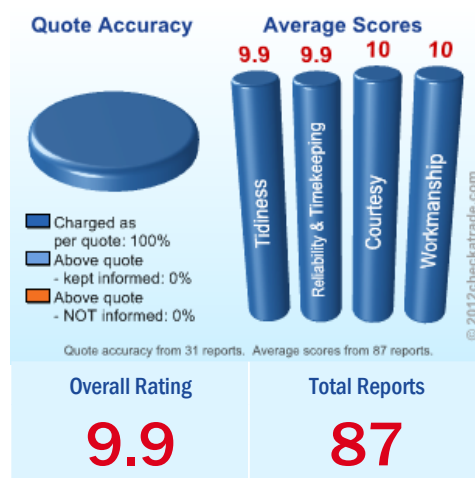 Quote Accuracy
Average Scores
9.9 9.9 10 10
Tidiness
Reliability & Timekeeping
Courtesy
Workmanship
Charged as
per quote: 100%
Above quote
- kept informed: 0%
Above quote
- NOT informed: 0%
© 2012checkatrade.com
Quote accuracy from 31 reports. Average scores from 87 reports.
Overall Rating
Total Reports
9.9
87